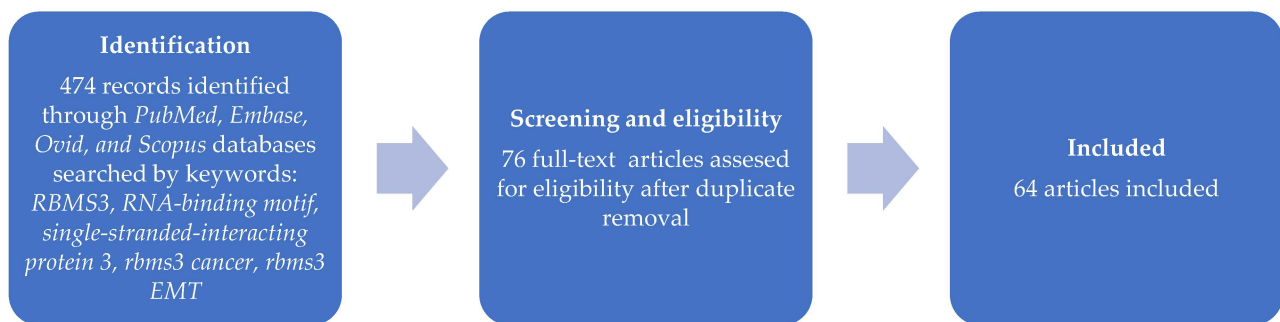 Identification
474 records identified
through PubMed, Embase,
Ovid, and Scopus databases
searched by keywords:
RBMS3, RNA-binding motif,
single-stranded-interacting
protein 3, rbms3 cancer, rbms3
EMT
Screening and eligibility
76 full-text articles assesed
for eligibility after duplicate
removal
Included
64 articles included